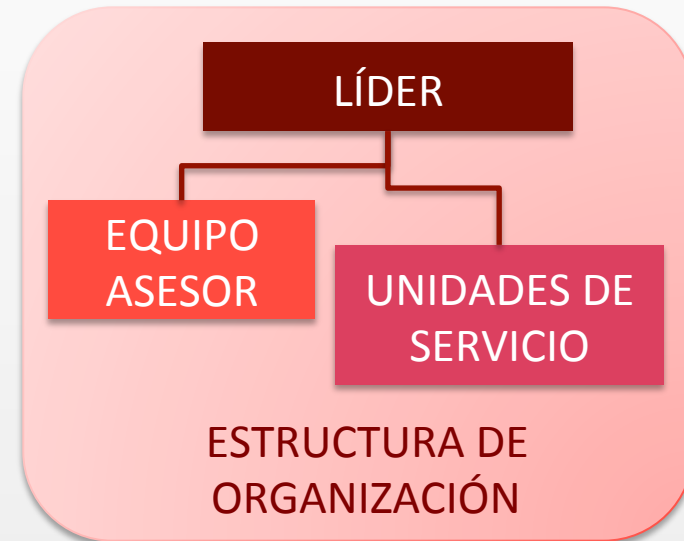 LÍDER
EQUIPO
ASESOR
UNIDADES DE
SERVICIO
ESTRUCTURA DE
ORGANIZACIÓN